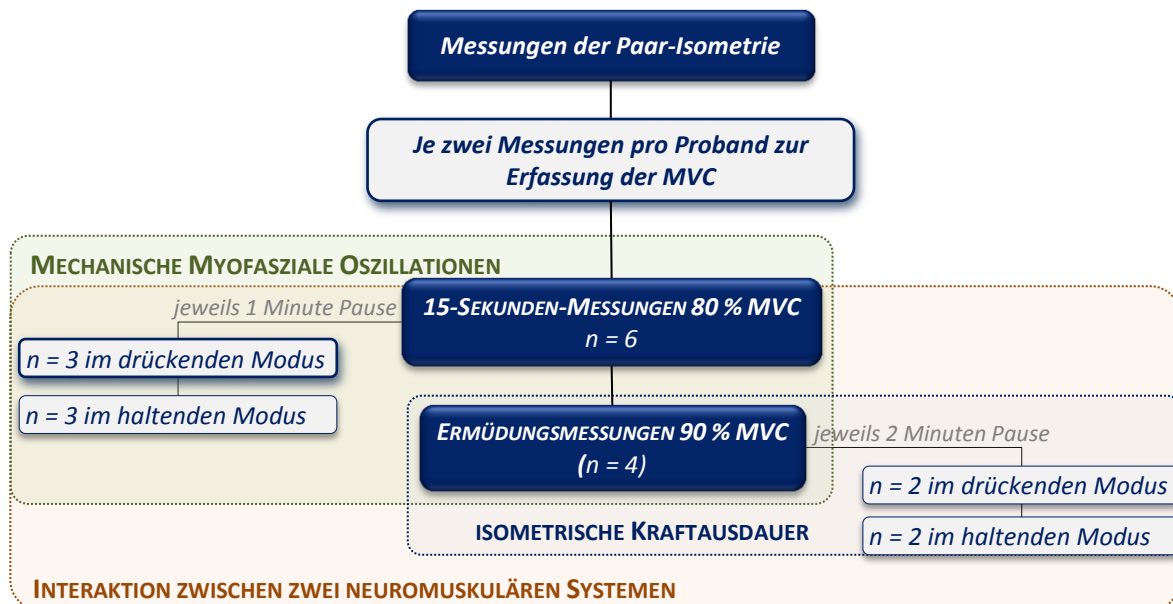 Messungen der Paar-Isometrie
Je zwei Messungen pro Proband zur
Erfassung der MVC
MECHANISCHE MYOFASZIALE OSZILLATIONEN
jeweils 1 Minute Pause
15-SEKUNDEN-MESSUNGEN 80 % MVC
n = 6
n = 3 im drückenden Modus
n = 3 im haltenden Modus
ERMÜDUNGSMESSUNGEN 90 % MVC
(n = 4)
jeweils 2 Minuten Pause
n = 2 im drückenden Modus
n = 2 im haltenden Modus
ISOMETRISCHE KRAFTAUSDAUER
INTERAKTION ZWISCHEN ZWEI NEUROMUSKULÄREN SYSTEMEN